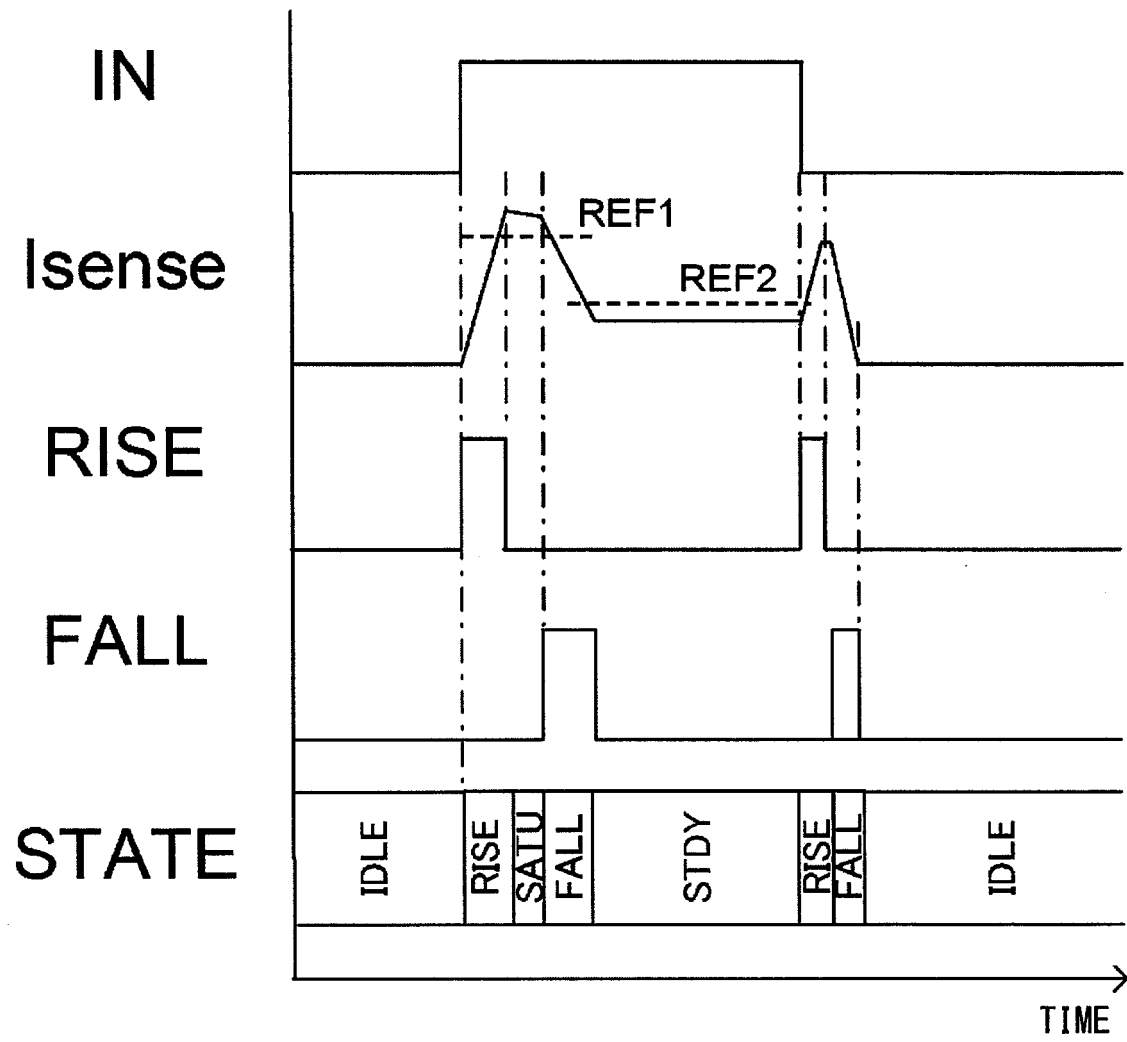 IN
REF1
Isense
REF2
RISE
FALL
STATE
IDLE
RISE
SATU
FALL
STDY
RISE
FALL
IDLE
TIME